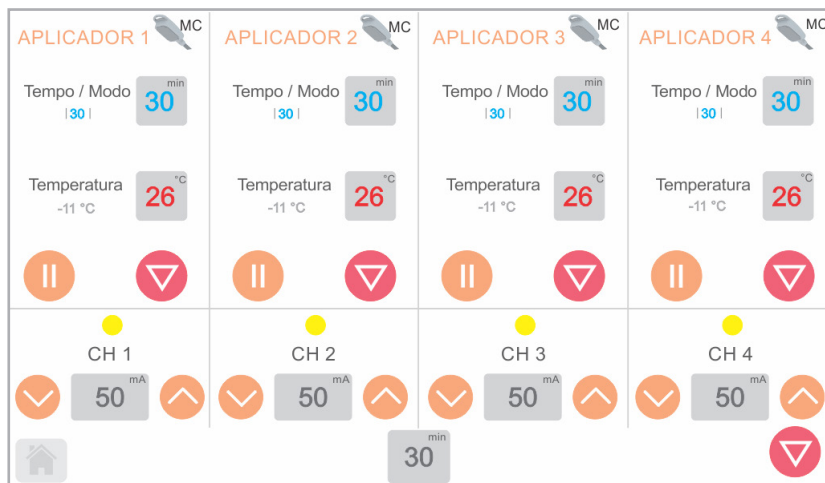 APLICADOR 1 MC
Tempo / Modo
|30|
min
30
Temperatura
-11 °C
°C
26
APLICADOR 2 MC
Tempo / Modo
|30|
min
30
Temperatura
-11 °C
°C
26
APLICADOR 3 MC
Tempo / Modo
|30|
min
30
Temperatura
-11 °C
°C
26
APLICADOR 4 MC
Tempo / Modo
|30|
min
30
Temperatura
-11 °C
°C
26
CH 1
mA
50
CH 2
mA
50
CH 3
mA
50
CH 4
mA
50
min
30